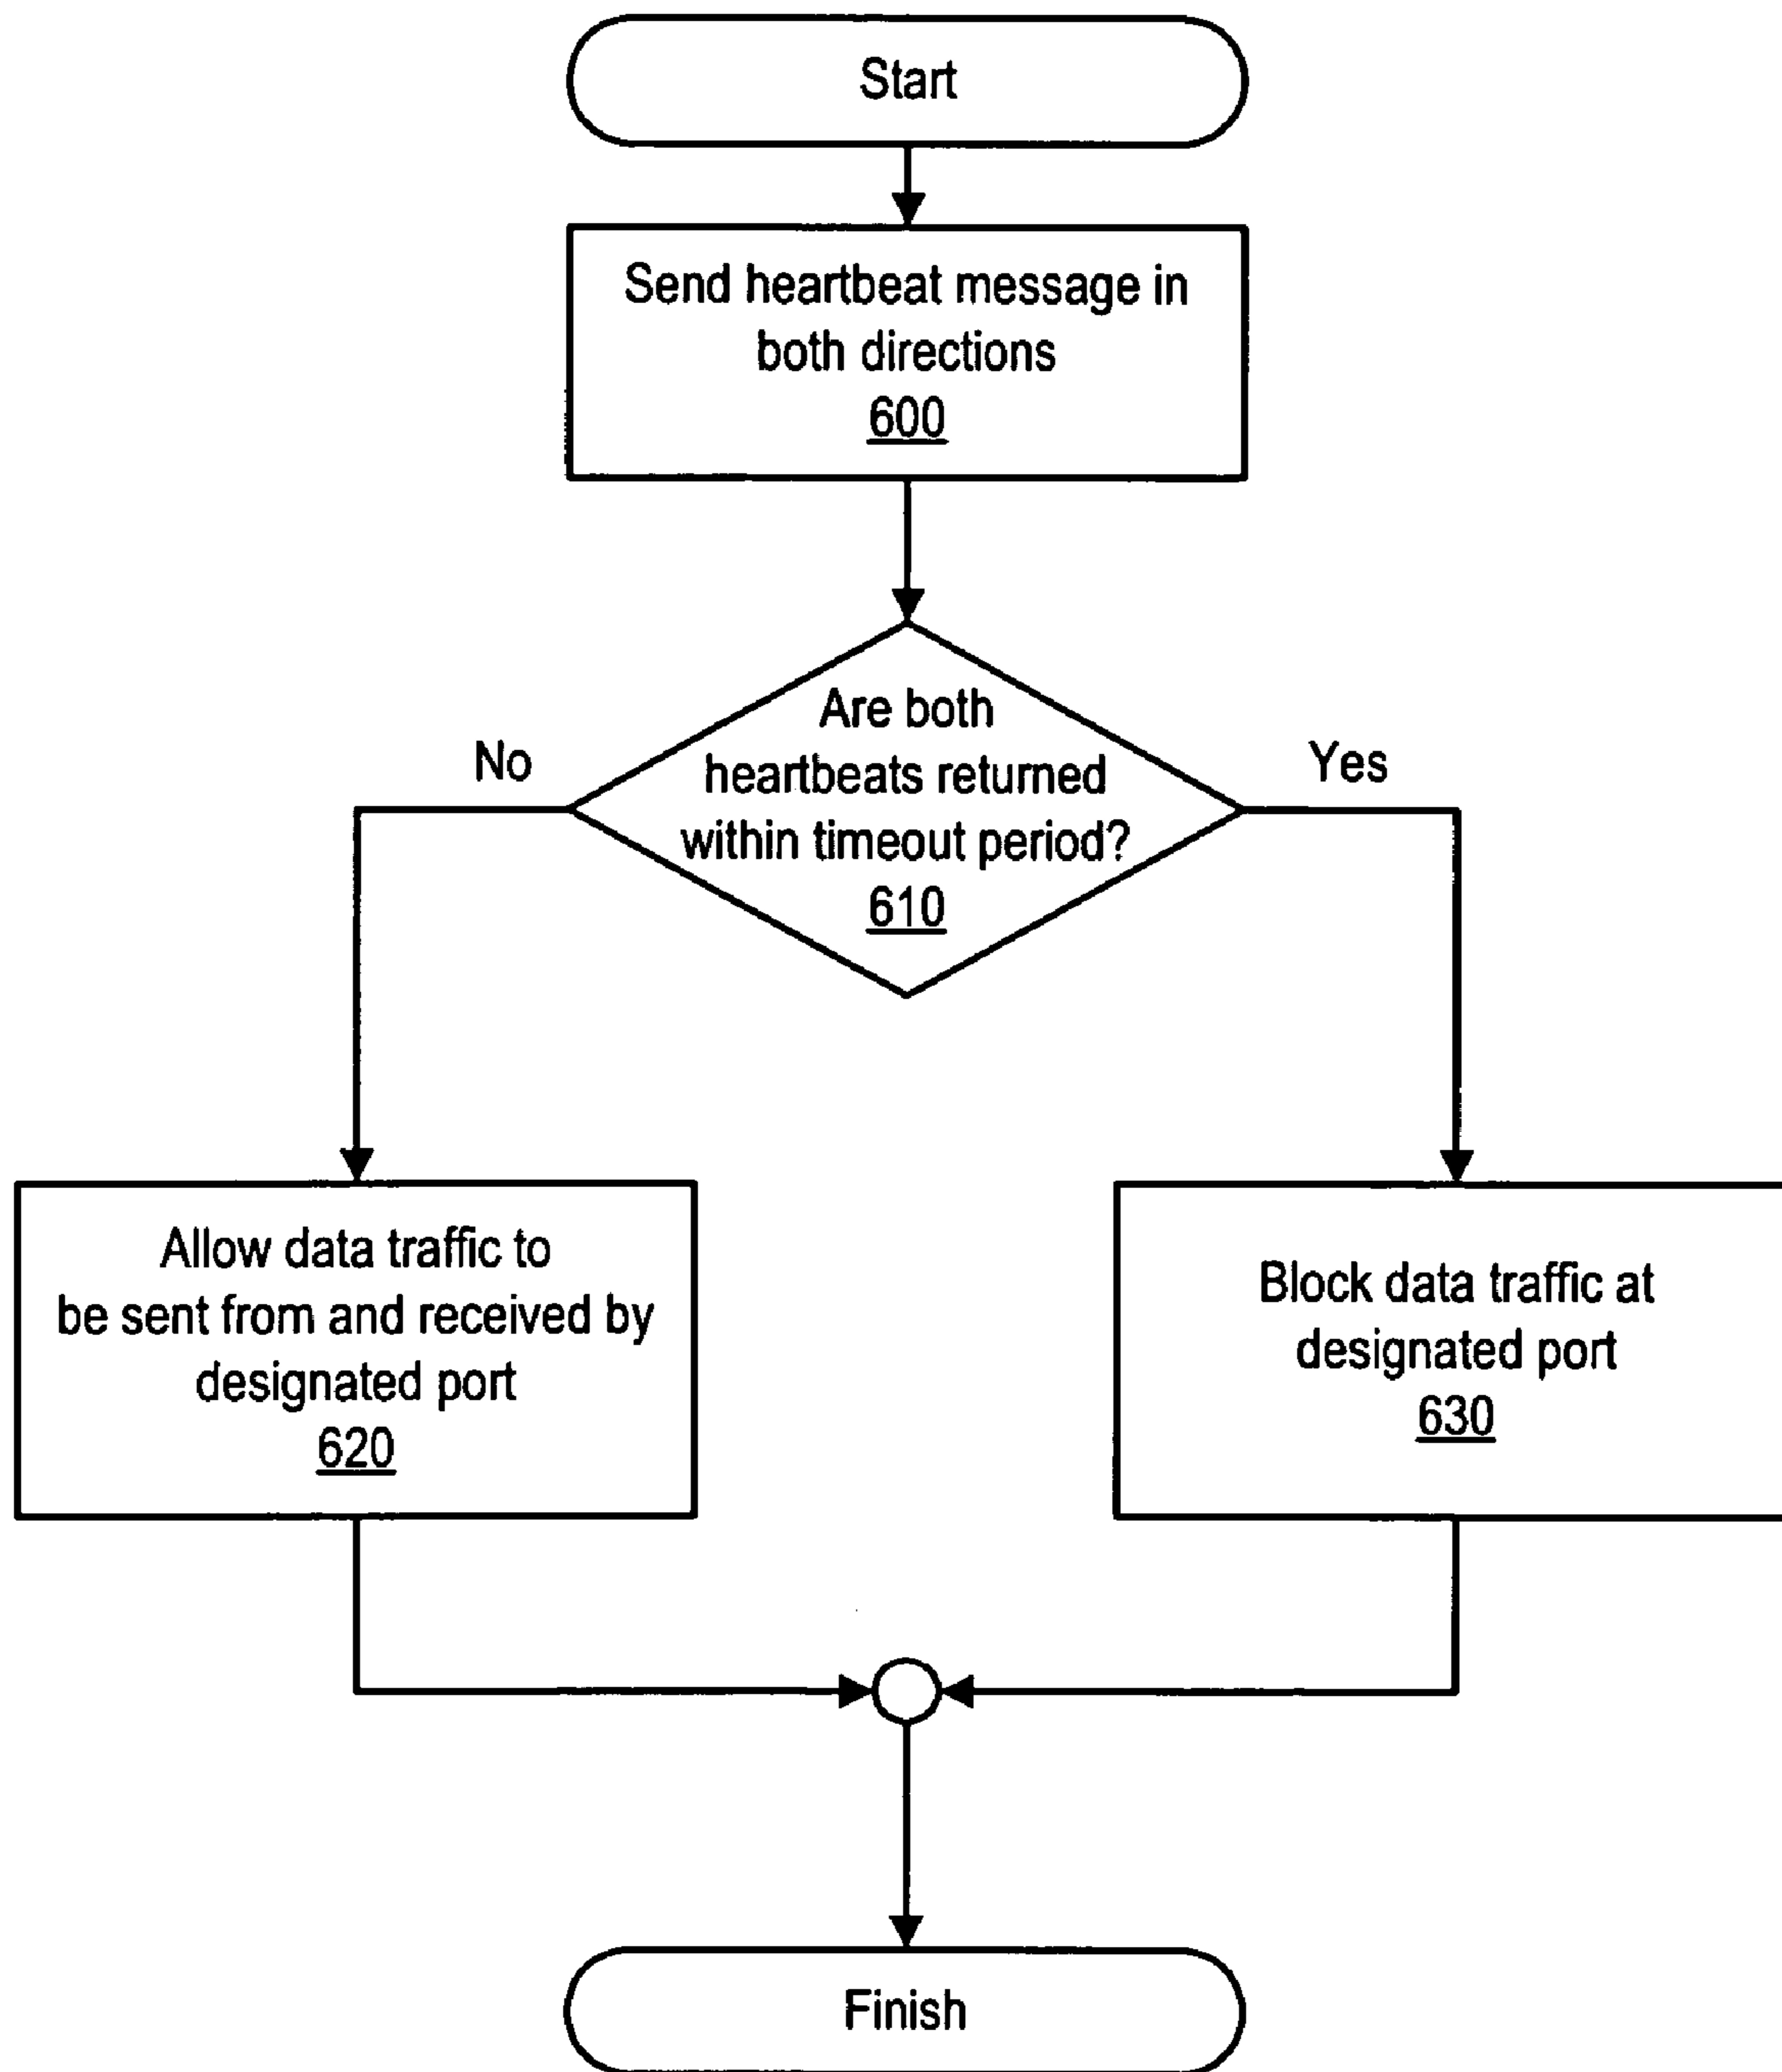 Start
Send heartbeat message in
both directions
600
Are both
heartbeats returned
within timeout period?
610
No
Yes
Allow data traffic to
be sent from and received by
designated port
620
Block data traffic at
designated port
630
Finish